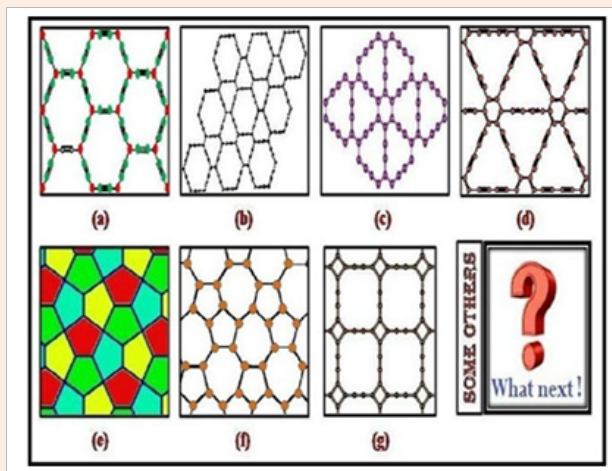 (a)
(b)
(c)
(d)
(e)
(f)
(g)
SOME OTHERS
?
What next !